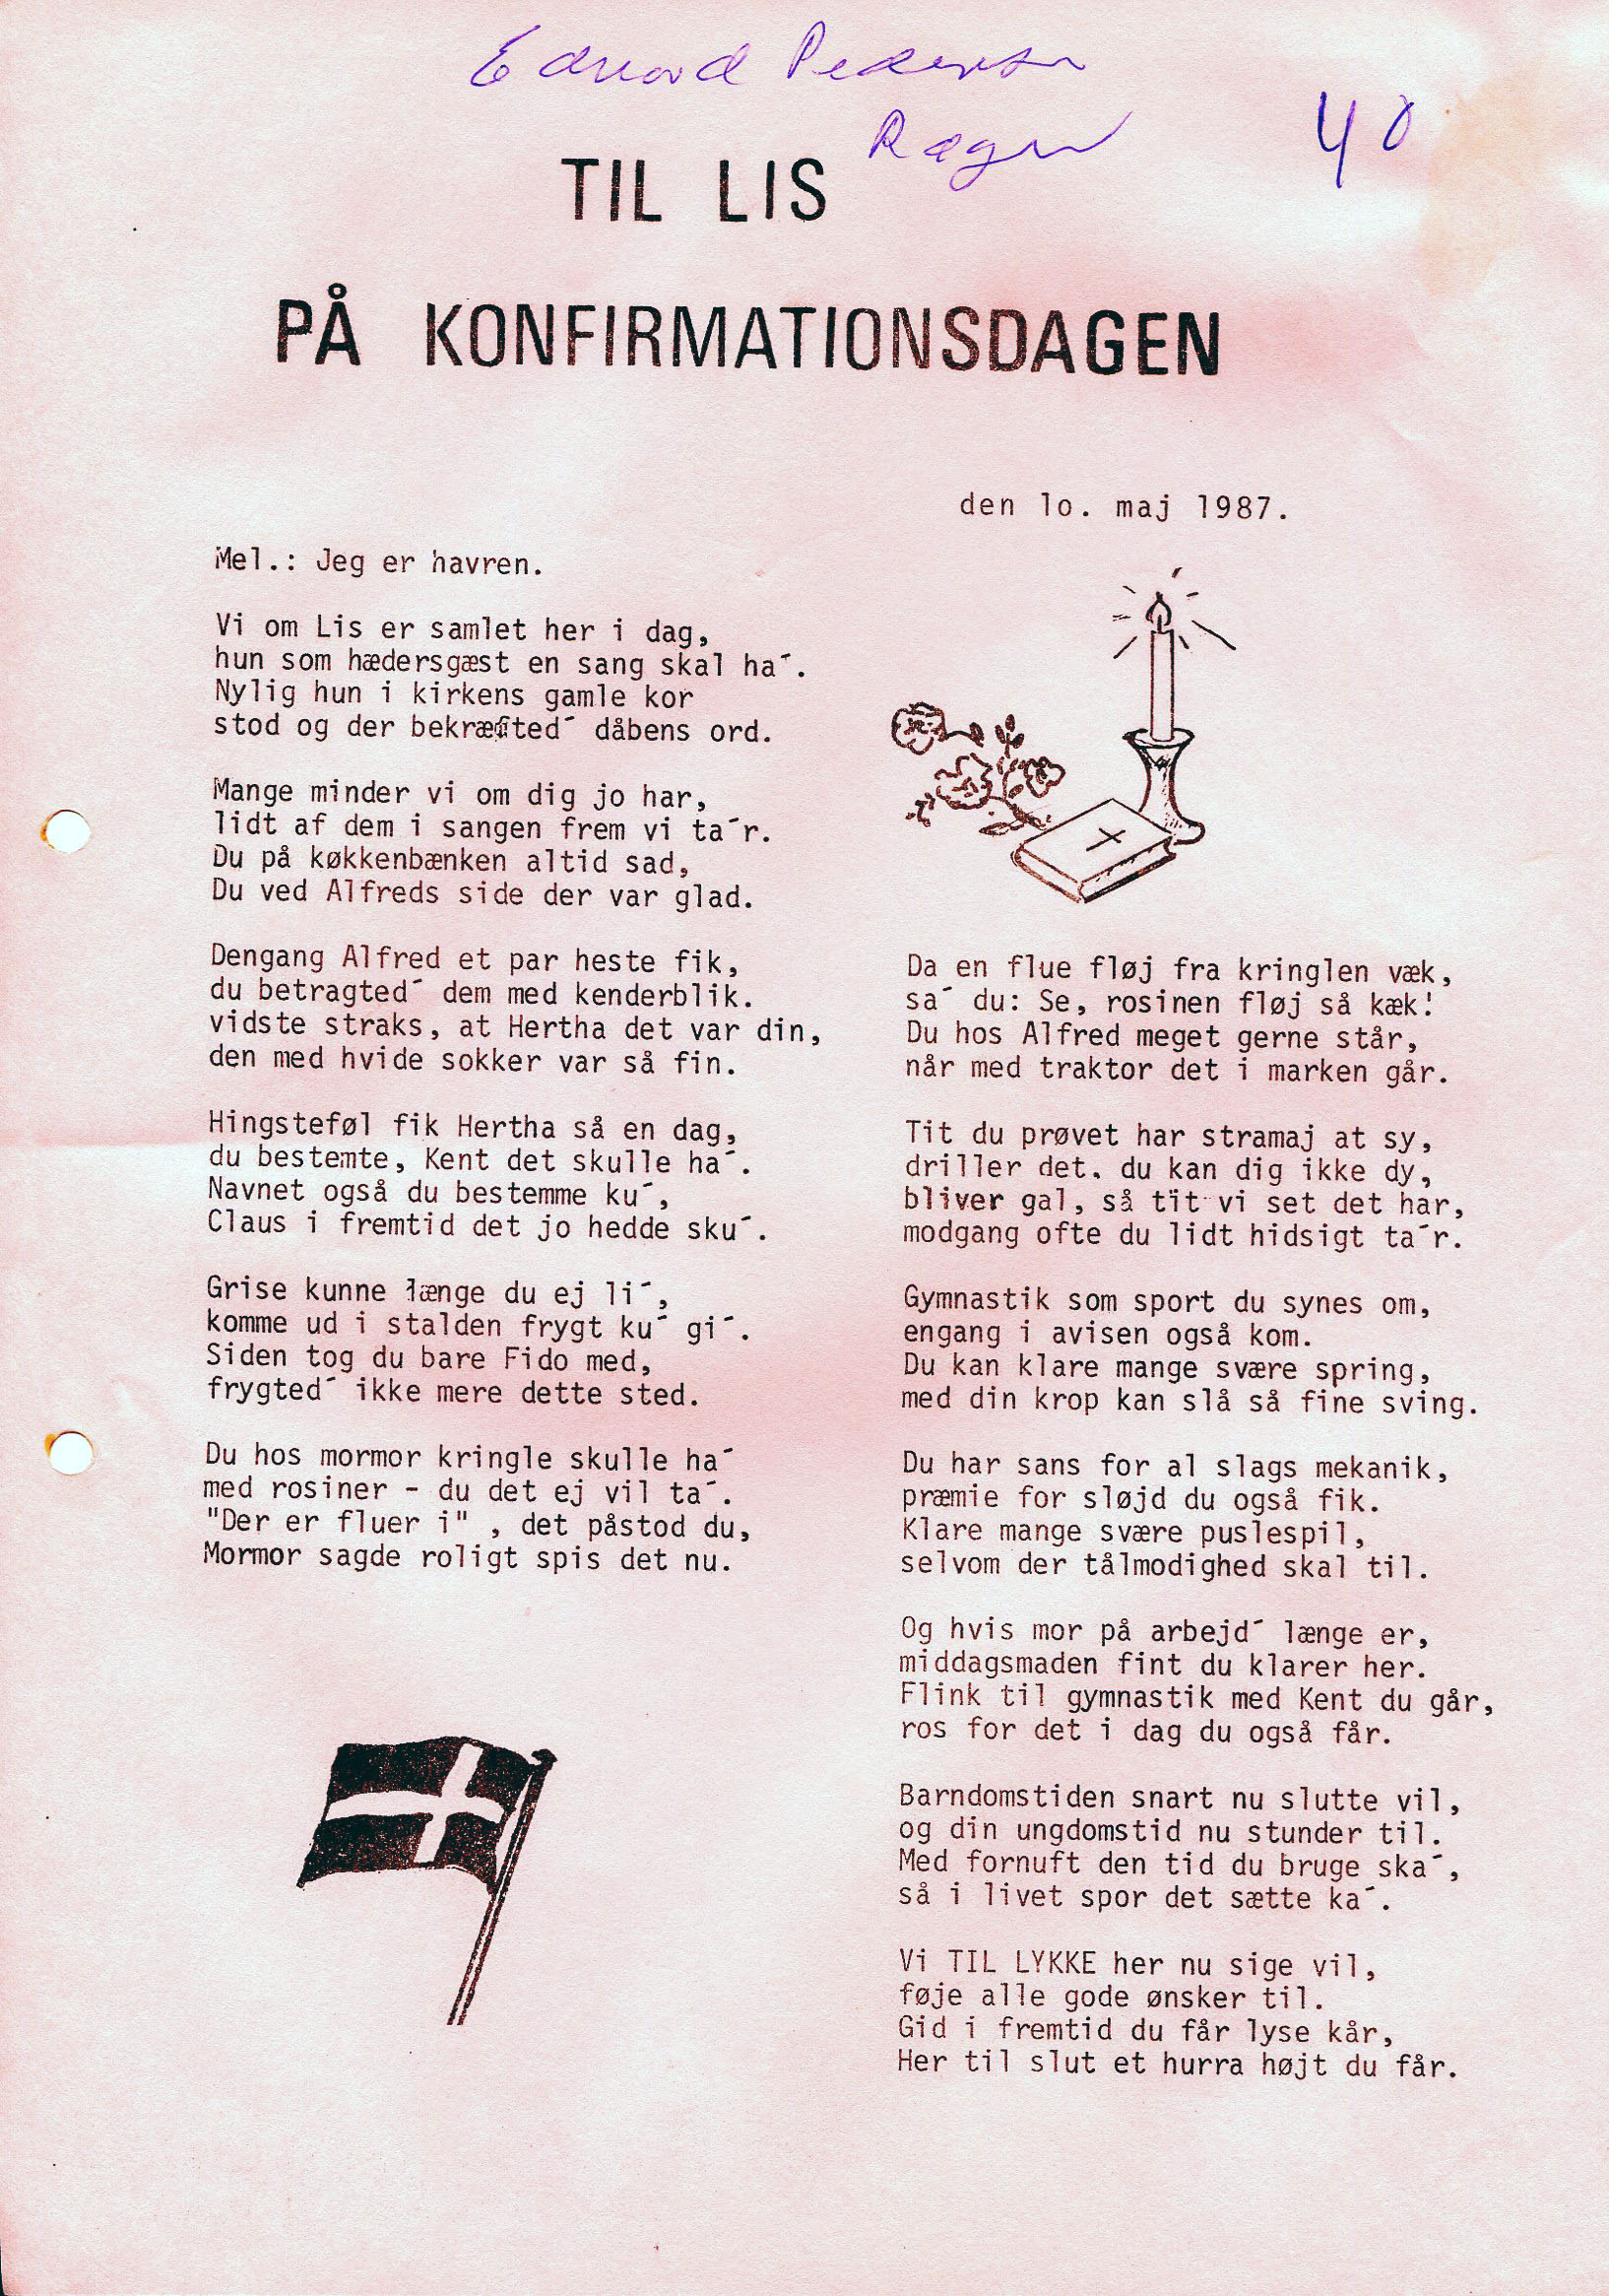 Edvard Pedersen
40
TIL LIS
PÅ KONFIRMATIONSDAGEN
den lo. maj 1987.
Mel.: Jeg er havren.
Vi om Lis er samlet her i dag,
hun som hædersgæst en sang skal ha´.
Nylig hun i kirkens gamle kor
stod og der bekræfted´ dåbens ord.
Mange minder vi om dig jo har,
lidt af dem i sangen frem vi ta´r.
Du på køkkenbænken altid sad,
Du ved Alfreds side der var glad.
Dengang Alfred et par heste fik,
du betragted´ dem med kenderblik.
vidste straks, at Hertha det var din,
den med hvide sokker var så fin.
Hingsteføl fik Hertha så en dag,
du bestemte, Kent det skulle ha´.
Navnet også du bestemme ku´,
Claus i fremtid det jo hedde sku´.
Grise kunne længe du ej li´,
komme ud i stalden frygt ku´ gi´.
Siden tog du bare Fido med,
frygted´ ikke mere dette sted.
Du hos mormor kringle skulle ha´
med rosiner - du det ej vil ta´.
"Der er fluer i" , det påstod du,
Mormor sagde roligt spis det nu.
Da en flue fløj fra kringlen væk,
sa´ du: Se, rosinen fløj så kæk!
Du hos Alfred meget gerne står,
når med traktor det i marken går.
Tit du prøvet har stramaj at sy,
driller det. du kan dig ikke dy,
bliver gal, så tit vi set det har,
modgang ofte du lidt hidsigt ta´r.
Gymnastik som sport du synes om,
engang i avisen også kom.
Du kan klare mange svære spring,
med din krop kan slå så fine sving.
Du har sans for al slags mekanik,
præmie for sløjd du også fik.
Klare mange svære puslespil,
selvom der tålmodighed skal til.
Og hvis mor på arbejd´ længe er,
middagsmaden fint du klarer her.
Flink til gymnastik med Kent du går,
ros for det i dag du også får.
Barndomstiden snart nu slutte vil,
og din ungdomstid nu stunder til.
Med fornuft den tid du bruge ska´,
så i livet spor det sætte ka´.
Vi TIL LYKKE her nu sige vil,
føje alle gode ønsker til.
Gid i fremtid du får lyse kår,
Her til slut et hurra højt du får.